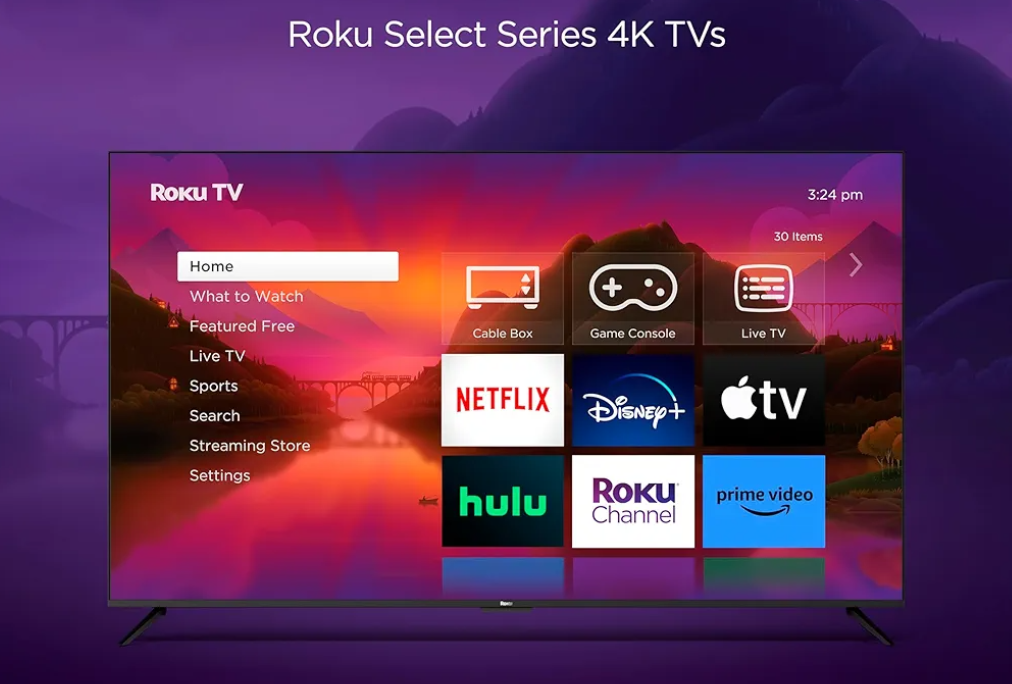 Roku Select Series 4K TVs
Roku TV
3:24 pm
30 Items
Home
What to Watch
Featured Free
Live TV
Sports
Search
Streaming Store
Settings
Cable Box
Game Console
Live TV
NETFLIX
Disney+
tv
hulu
Roku
Channel
prime video
Roku